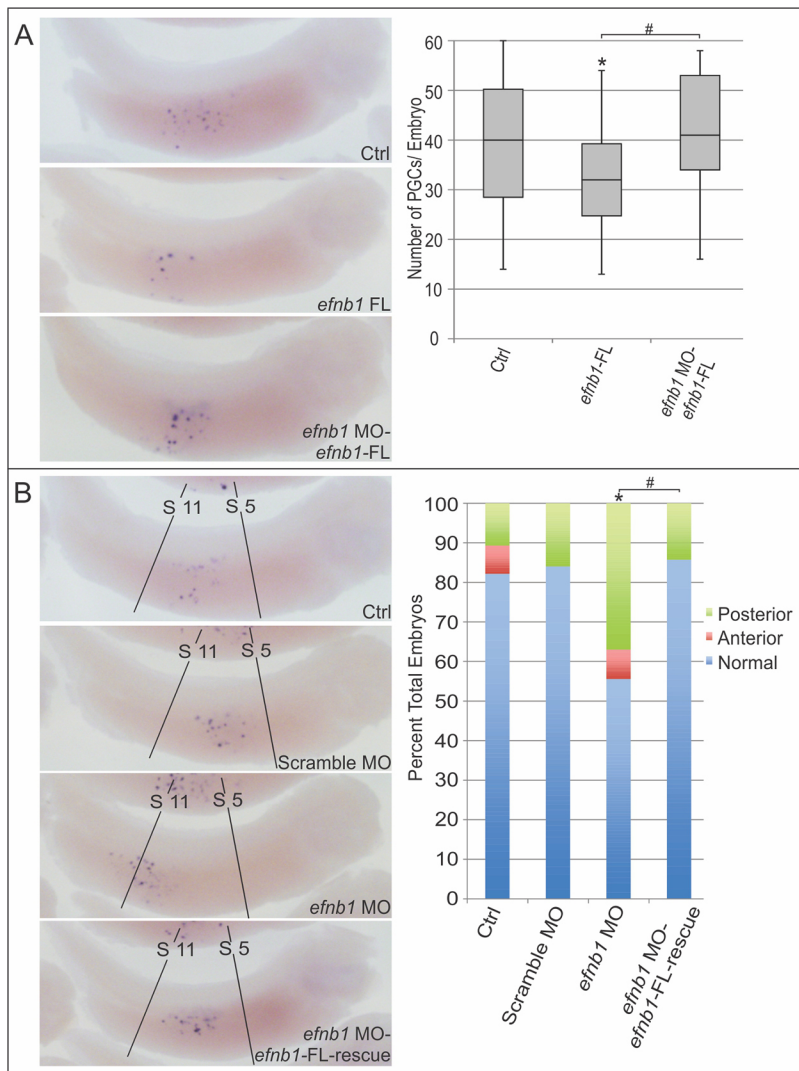 A
Ctrl
efnb1 FL
efnb1 MO-
efnb1-FL
Number of PGCs/ Embryo
60
50
40
30
20
10
0
*
#
Ctrl
efnb1-FL
efnb1 MO-
efnb1-FL
B
S 11 S 5
Ctrl
S 11 S 5
Scramble MO
S 11 S 5
efnb1 MO
S 11 S 5
efnb1 MO-
efnb1-FL-rescue
Percent Total Embryos
100
90
80
70
60
50
40
30
20
10
0
*
#
Ctrl
Scramble MO
efnb1 MO
efnb1 MO-
efnb1-FL-rescue
Posterior
Anterior
Normal